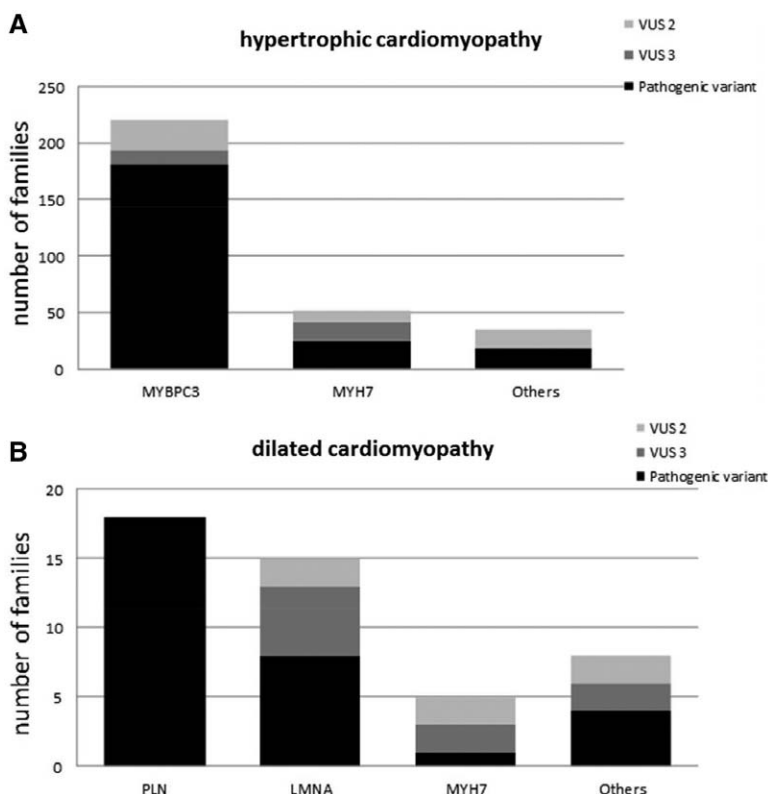 A
hypertrophic cardiomyopathy
VUS 2
VUS 3
Pathogenic variant
number of families
250
200
150
100
50
0
MYBPC3 MYH7 Others
B
dilated cardiomyopathy
VUS 2
VUS 3
Pathogenic variant
number of families
20
15
10
5
0
PLN LMNA MYH7 Others